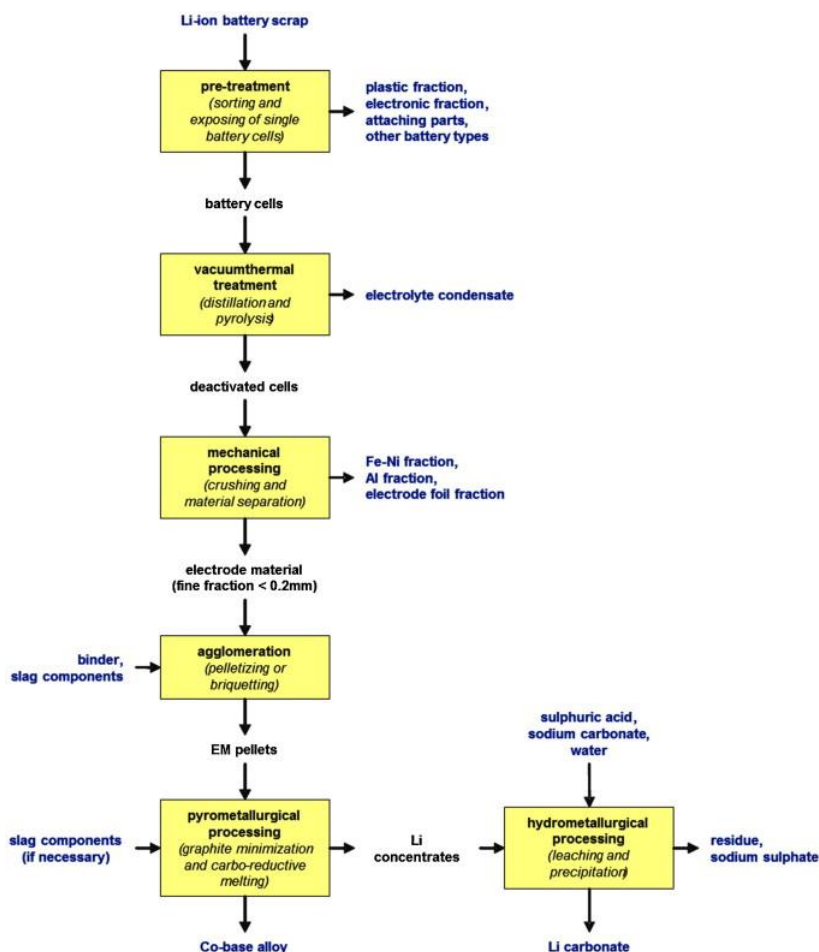 Li-ion battery scrap
pre-treatment
(sorting and
exposing of single
battery cells)
plastic fraction,
electronic fraction,
attaching parts,
other battery types
battery cells
vacuumthermal
treatment
(distillation and
pyrolysis)
electrolyte condensate
deactivated cells
mechanical
processing
(crushing and
material separation)
Fe-Ni fraction,
Al fraction,
electrode foil fraction
electrode material
(fine fraction < 0.2mm)
binder,
slag components
agglomeration
(pelletizing or
briquetting)
EM pellets
sulphuric acid,
sodium carbonate,
water
slag components
(if necessary)
pyrometallurgical
processing
(graphite minimization
and carbo-reductive
melting)
Li
concentrates
hydrometallurgical
processing
(leaching and
precipitation)
residue,
sodium sulphate
Co-base alloy
Li carbonate